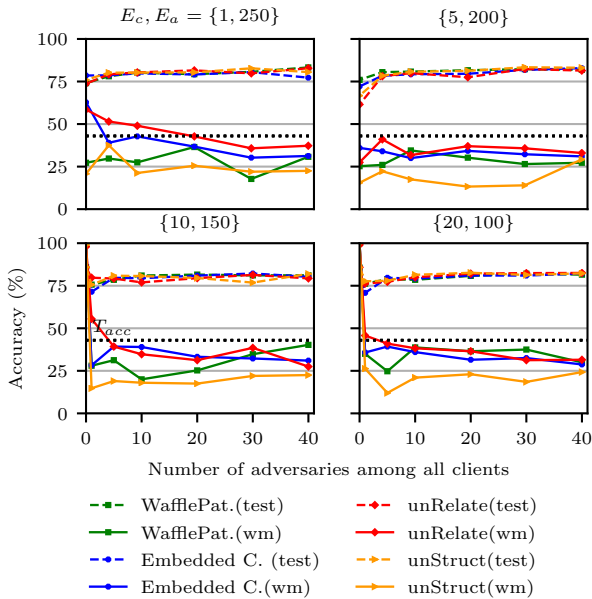 E_c, E_a = {1, 250}
{5, 200}
100
75
50
25
0
{10, 150}
{20, 100}
100
75
50
25
0
T_acc
0 10 20 30 40
0 10 20 30 40
Accuracy (%)
Number of adversaries among all clients
WafflePat.(test)
WafflePat.(wm)
Embedded C. (test)
Embedded C.(wm)
unRelate(test)
unRelate(wm)
unStruct(test)
unStruct(wm)